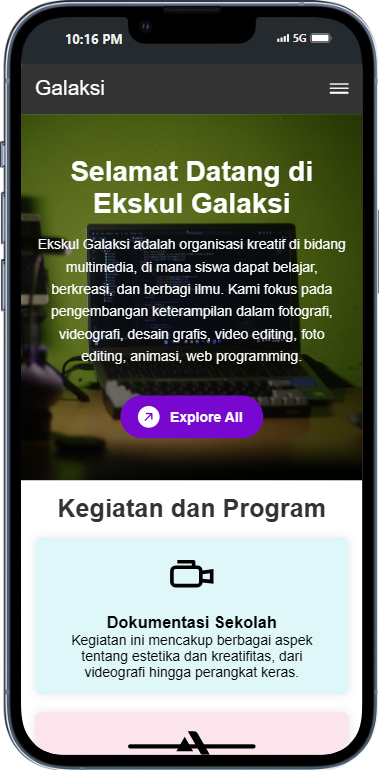 10:16 PM 5G
Galaksi
Selamat Datang di
Ekskul Galaksi
Ekskul Galaksi adalah organisasi kreatif di bidang
multimedia, di mana siswa dapat belajar,
berkreasi, dan berbagi ilmu. Kami fokus pada
pengembangan keterampilan dalam fotografi,
videografi, desain grafis, video editing, foto
editing, animasi, web programming.
Explore All
Kegiatan dan Program
Dokumentasi Sekolah
Kegiatan ini mencakup berbagai aspek
tentang estetika dan kreatifitas, dari
videografi hingga perangkat keras.